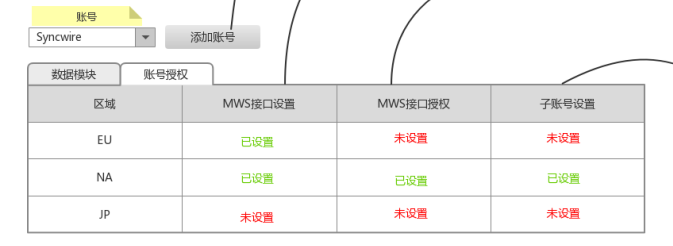 账号
Syncwire 添加账号
数据模块 账号授权
区域 MWS接口设置 MWS接口授权 子账号设置
EU 已设置 未设置 未设置
NA 已设置 已设置 已设置
JP 未设置 未设置 未设置